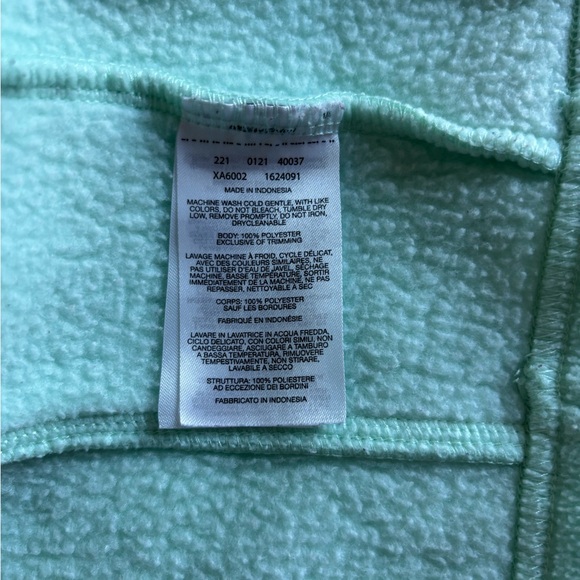 221 0121 40037
XA6002 1624091
MADE IN INDONESIA
MACHINE WASH COLD GENTLE, WITH LIKE
COLORS, DO NOT BLEACH, TUMBLE DRY
LOW, REMOVE PROMPTLY, DO NOT IRON,
DRYCLEANABLE
BODY: 100% POLYESTER
EXCLUSIVE OF TRIMMING
LAVAGE MACHINE À FROID, CYCLE DÉLICAT,
AVEC DES COULEURS SIMILAIRES, NE
PAS UTILISER D'EAU DE JAVEL, SÉCHAGE
MACHINE, BASSE TEMPÉRATURE, SORTIR
IMMÉDIATEMENT DE LA MACHINE, NE PAS
REPASSER, NETTOYABLE A SEC
CORPS: 100% POLYESTER
SAUF LES BORDURES
FABRIQUÉ EN INDONÉSIE
LAVARE IN LAVATRICE IN ACQUA FREDDA,
CICLO DELICATO, CON COLORI SIMILI, NON
CANDEGGIARE, ASCIUGARE A TAMBURO
A BASSA TEMPERATURA, RIMUOVERE
TEMPESTIVAMENTE, NON STIRARE,
LAVABILE A SECCO
STRUTTURA: 100% POLIESTERE
AD ECCEZIONE DEI BORDINI
FABBRICATO IN INDONESIA